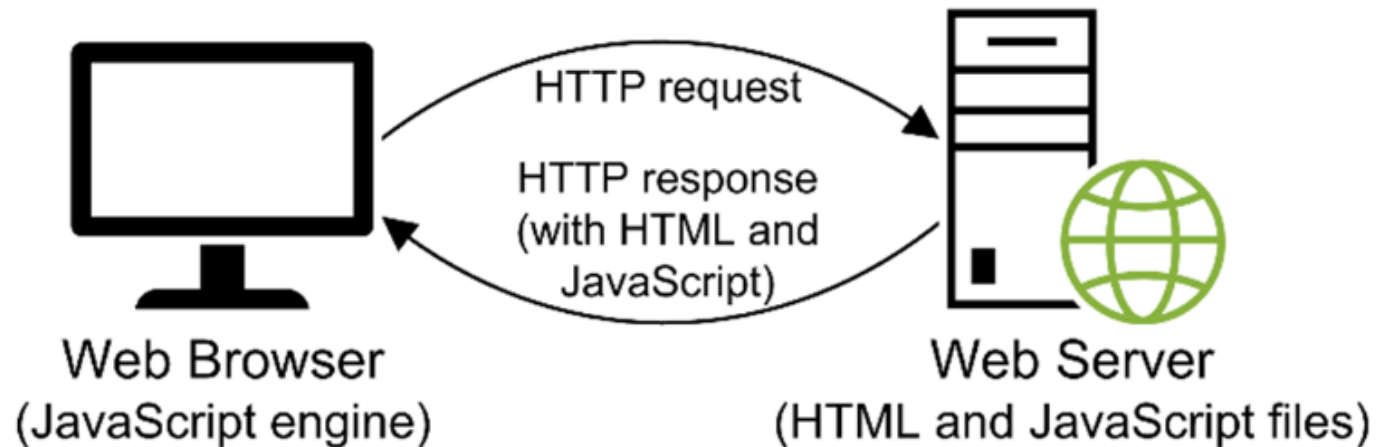 HTTP request
HTTP response
(with HTML and
JavaScript)
Web Browser
(JavaScript engine)
Web Server
(HTML and JavaScript files)